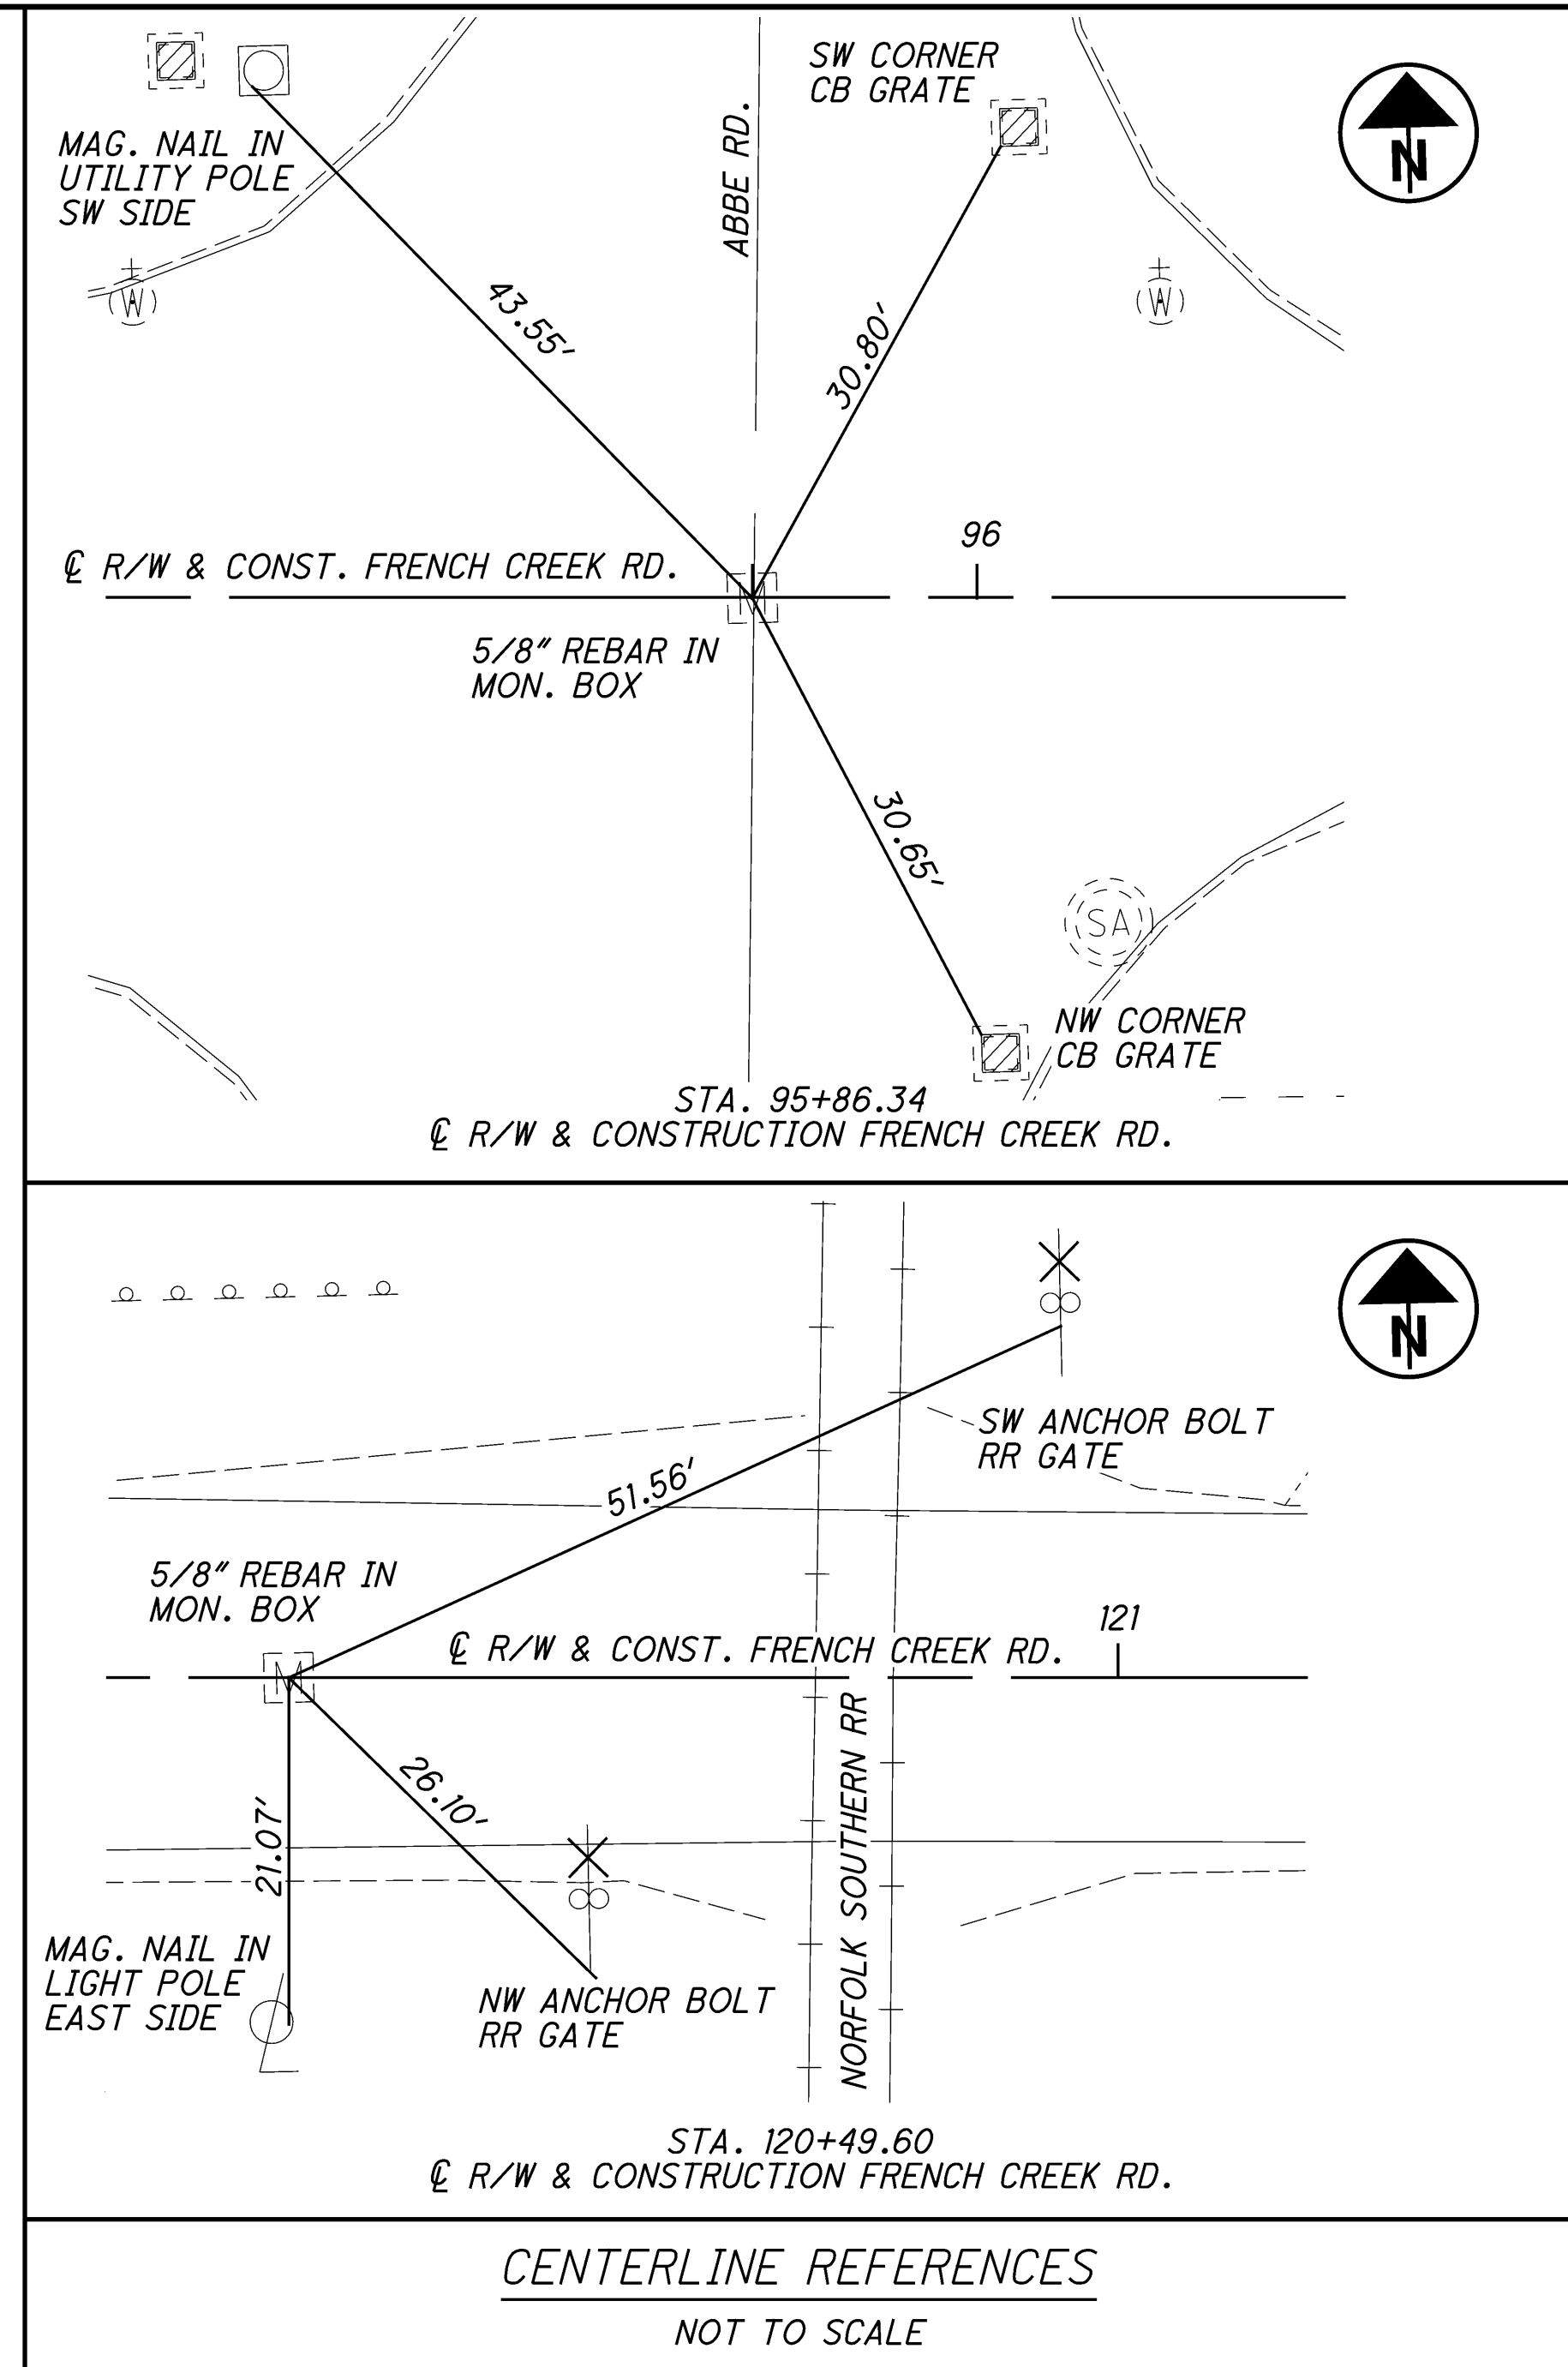 SW CORNER
CB GRATE
MAG. NAIL IN
UTILITY POLE
SW SIDE
ABBE RD.
N
W
W
43.55'
30.80'
96
℄ R/W & CONST. FRENCH CREEK RD.
5/8" REBAR IN
MON. BOX
30.65'
SA
NW CORNER
CB GRATE
STA. 95+86.34
℄ R/W & CONSTRUCTION FRENCH CREEK RD.
N
SW ANCHOR BOLT
RR GATE
51.56'
5/8" REBAR IN
MON. BOX
121
℄ R/W & CONST. FRENCH CREEK RD.
NORFOLK SOUTHERN RR
26.10'
21.07'
MAG. NAIL IN
LIGHT POLE
EAST SIDE
NW ANCHOR BOLT
RR GATE
STA. 120+49.60
℄ R/W & CONSTRUCTION FRENCH CREEK RD.
CENTERLINE REFERENCES
NOT TO SCALE